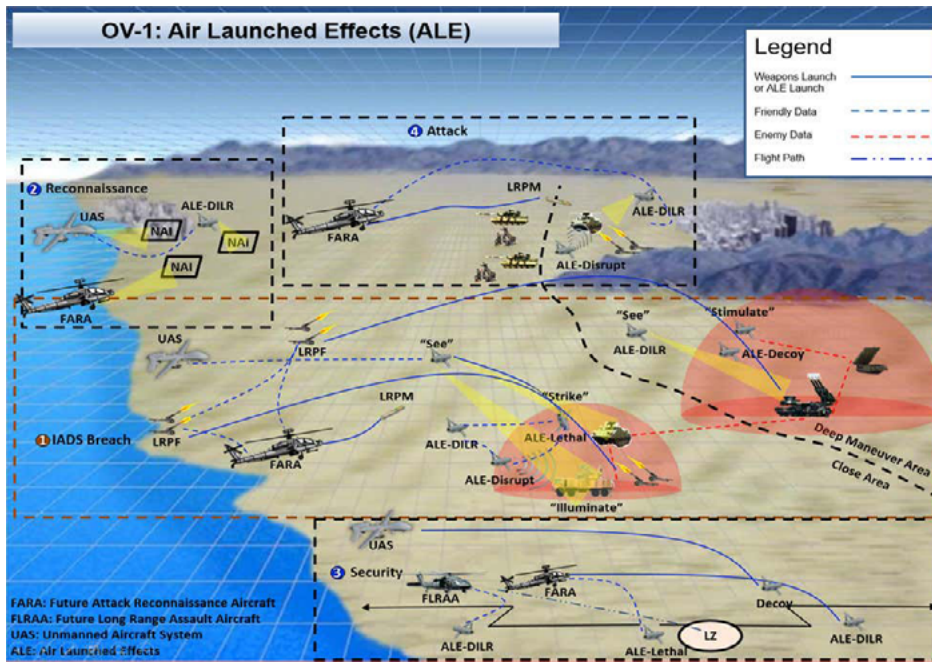 OV-1: Air Launched Effects (ALE)
Legend
Weapons Launch
or ALE Launch
Friendly Data
Enemy Data
Flight Path
4 Attack
2 Reconnaissance
UAS
ALE-DILR
NAI
NAI
NAI
FARA
FARA
LRPM
ALE-DILR
ALE-Disrupt
UAS
LRPF
"See"
"See"
ALE-DILR
"Stimulate"
ALE-Decoy
LRPM
"Strike"
1 IADS Breach
LRPF
FARA
ALE-DILR
ALE-Lethal
ALE-Disrupt
"Illuminate"
Deep Maneuver Area
Close Area
UAS
3 Security
FLRAA
FARA
Decoy
ALE-DILR
ALE-Lethal
LZ
ALE-DILR
FARA: Future Attack Reconnaissance Aircraft
FLRAA: Future Long Range Assault Aircraft
UAS: Unmanned Aircraft System
ALE: Air Launched Effects